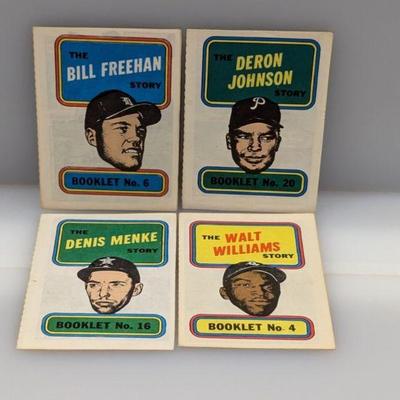 THE
BILL FREEHAN
STORY
BOOKLET No. 6
THE
DERON
JOHNSON
STORY
P
BOOKLET No. 20
THE
DENIS MENKE
STORY
BOOKLET No. 16
THE WALT
WILLIAMS
STORY
BOOKLET No. 4